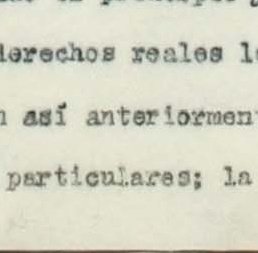 derechos reales
así anteriormen
particulares; la